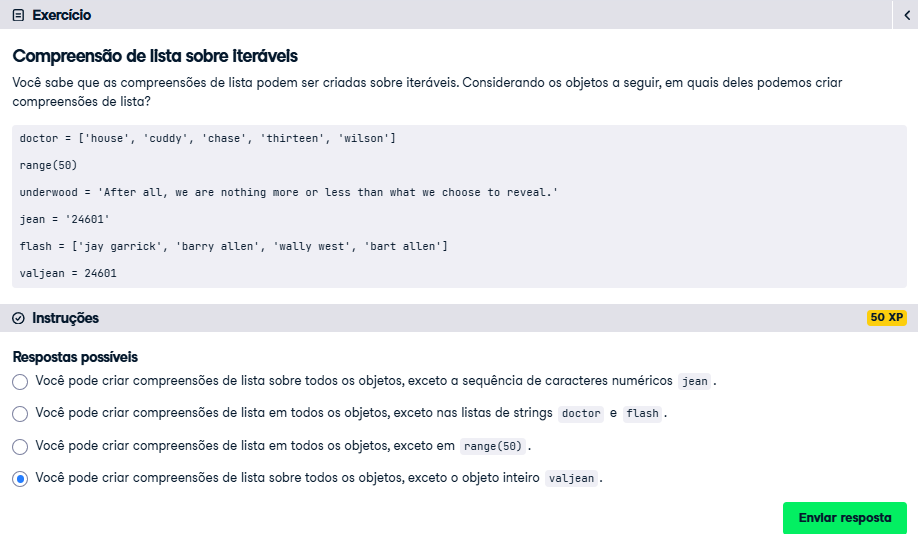 Exercício
Compreensão de lista sobre iteráveis
Você sabe que as compreensões de lista podem ser criadas sobre iteráveis. Considerando os objetos a seguir, em quais deles podemos criar
compreensões de lista?
doctor = ['house', 'cuddy', 'chase', 'thirteen', 'wilson']
range(50)
underwood = 'After all, we are nothing more or less than what we choose to reveal.'
jean = '24601'
flash = ['jay garrick', 'barry allen', 'wally west', 'bart allen']
valjean = 24601
Instruções 50 XP
Respostas possíveis
Você pode criar compreensões de lista sobre todos os objetos, exceto a sequência de caracteres numéricos jean.
Você pode criar compreensões de lista em todos os objetos, exceto nas listas de strings doctor e flash.
Você pode criar compreensões de lista em todos os objetos, exceto em range(50).
Você pode criar compreensões de lista sobre todos os objetos, exceto o objeto inteiro valjean.
Enviar resposta